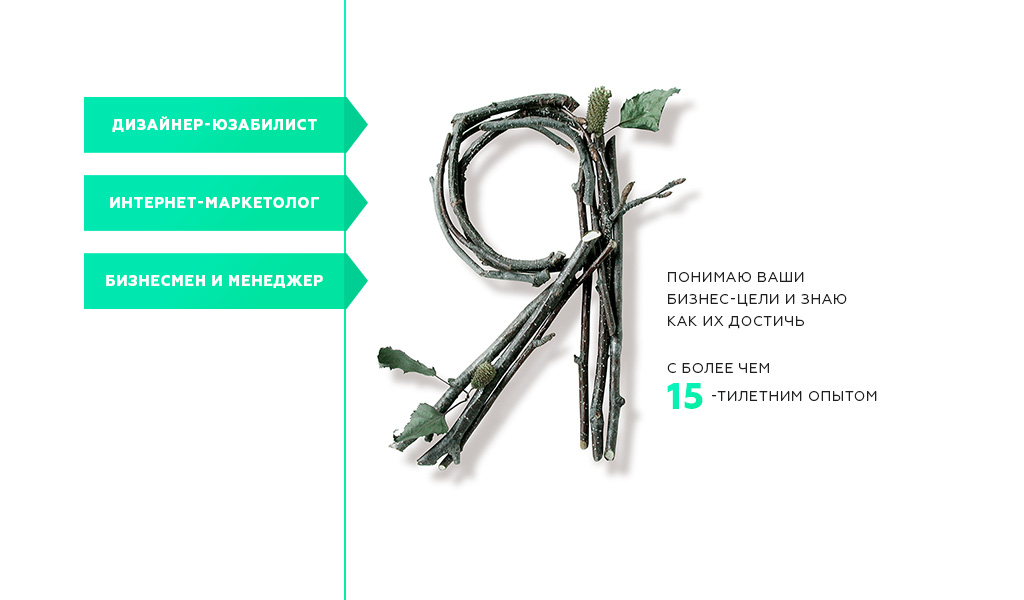 ДИЗАЙНЕР-ЮЗАБИЛИСТ
ИНТЕРНЕТ-МАРКЕТОЛОГ
БИЗНЕСМЕН И МЕНЕДЖЕР
Я
ПОНИМАЮ ВАШИ
БИЗНЕС-ЦЕЛИ И ЗНАЮ
КАК ИХ ДОСТИЧЬ
С БОЛЕЕ ЧЕМ
15 -ТИЛЕТНИМ ОПЫТОМ